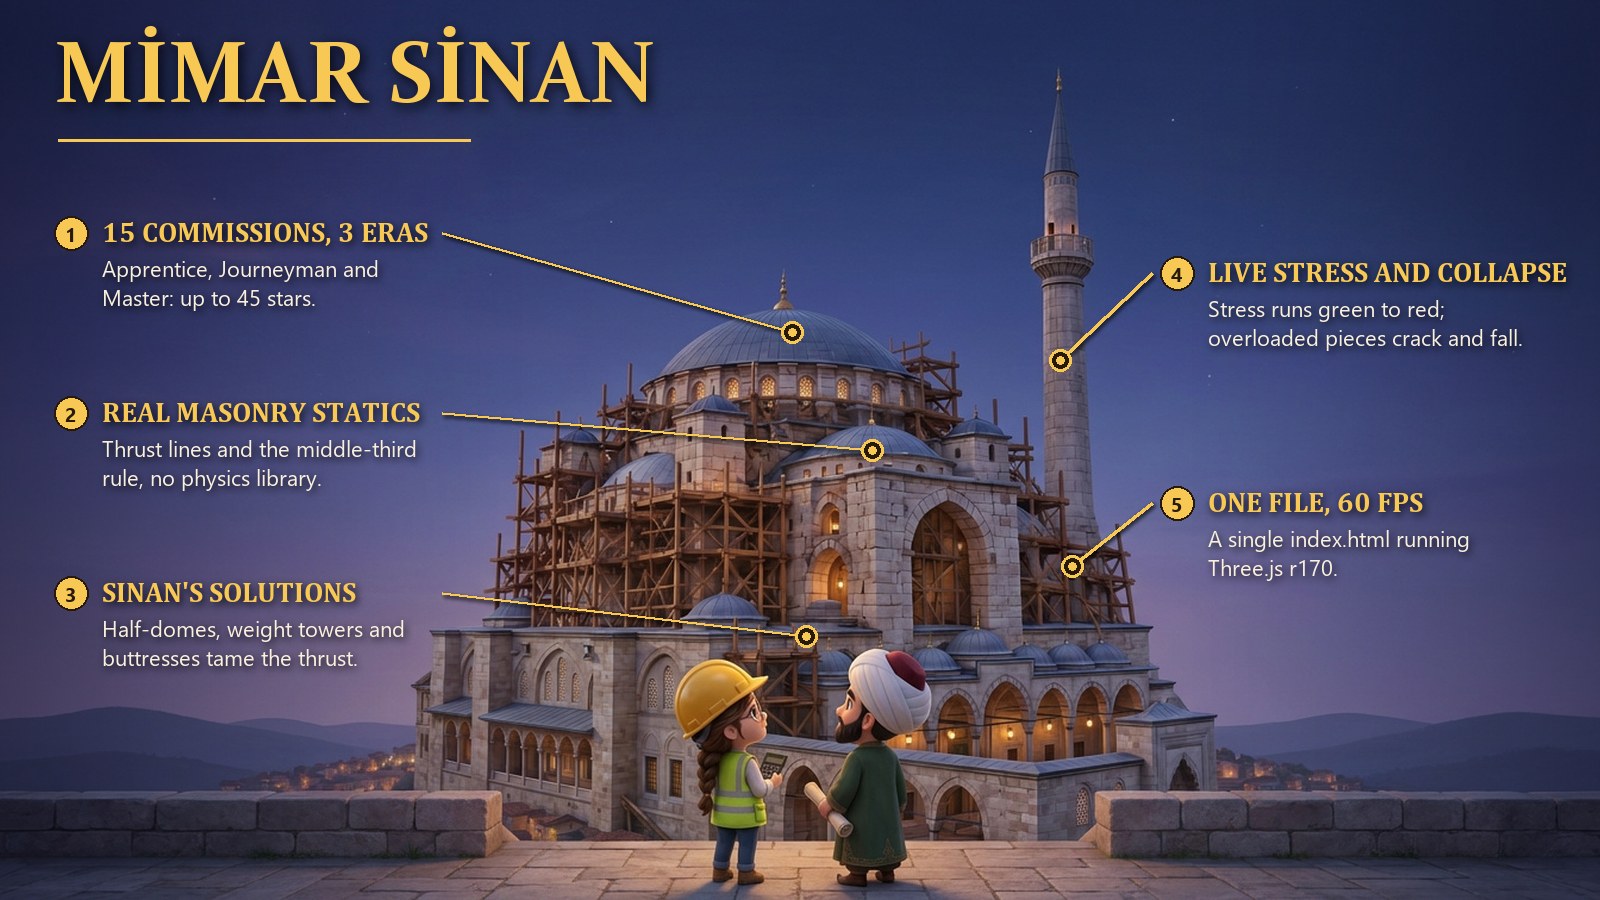 MİMAR SİNAN
1 15 COMMISSIONS, 3 ERAS
Apprentice, Journeyman and
Master: up to 45 stars.
2 REAL MASONRY STATICS
Thrust lines and the middle-third
rule, no physics library.
3 SINAN'S SOLUTIONS
Half-domes, weight towers and
buttresses tame the thrust.
4 LIVE STRESS AND COLLAPSE
Stress runs green to red;
overloaded pieces crack and fall.
5 ONE FILE, 60 FPS
A single index.html running
Three.js r170.